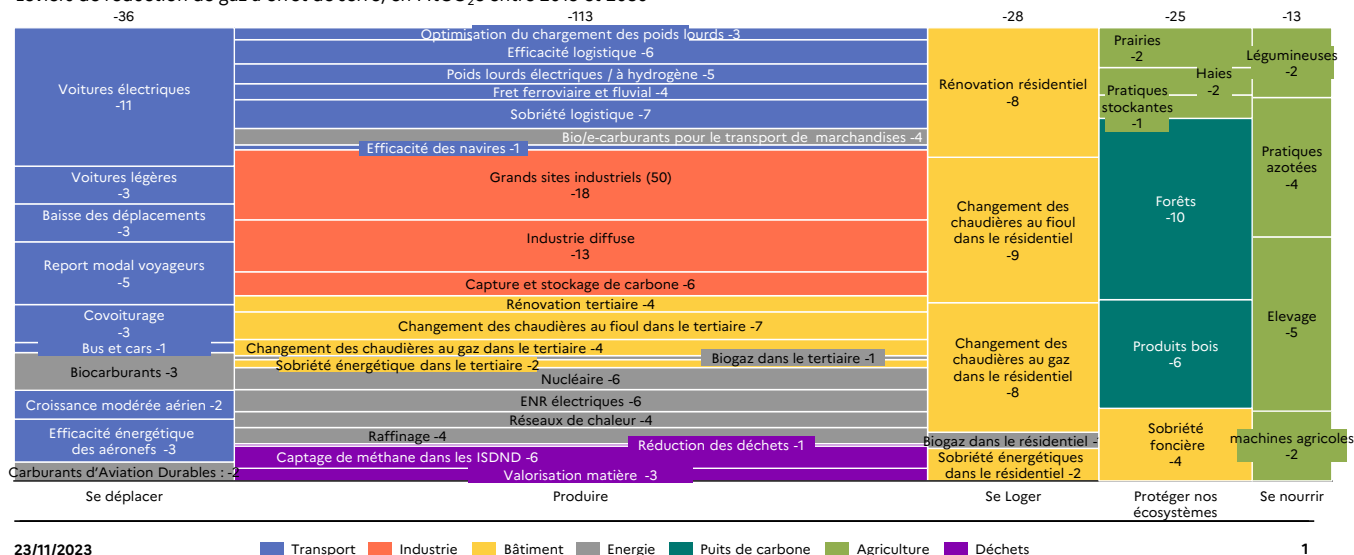 -36
-113
-28
-25
-13
Voitures électriques
-11
Voitures légères
-3
Baisse des déplacements
-3
Report modal voyageurs
-5
Covoiturage
-3
Bus et cars -1
Biocarburants -3
Croissance modérée aérien -2
Efficacité énergétique
des aéronefs -3
Carburants d'Aviation Durables : -2
Optimisation du chargement des poids lourds -3
Efficacité logistique -6
Poids lourds électriques / à hydrogène -5
Fret ferroviaire et fluvial -4
Sobriété logistique -7
Bio/e-carburants pour le transport de marchandises -4
Efficacité des navires -1
Grands sites industriels (50)
-18
Industrie diffuse
-13
Capture et stockage de carbone -6
Rénovation tertiaire -4
Changement des chaudières au fioul dans le tertiaire -7
Changement des chaudières au gaz dans le tertiaire -4
Biogaz dans le tertiaire -1
Sobriété énergétique dans le tertiaire -2
Nucléaire -6
ENR électriques -6
Réseaux de chaleur -4
Raffinage -4
Réduction des déchets -1
Captage de méthane dans les ISDND -6
Valorisation matière -3
Rénovation résidentiel
-8
Changement des
chaudières au fioul
dans le résidentiel
-9
Changement des
chaudières au gaz
dans le résidentiel
-8
Biogaz dans le résidentiel
Sobriété énergétiques
dans le résidentiel -2
Prairies
-2
Haies
-2
Pratiques
stockantes
-1
Forêts
-10
Produits bois
-6
Sobriété
foncière
-4
Légumineuses
-2
Pratiques
azotées
-4
Elevage
-5
machines agricoles
-2
Se déplacer
Produire
Se Loger
Protéger nos
écosystèmes
Se nourrir
23/11/2023
Transport
Industrie
Bâtiment
Energie
Puits de carbone
Agriculture
Déchets
1